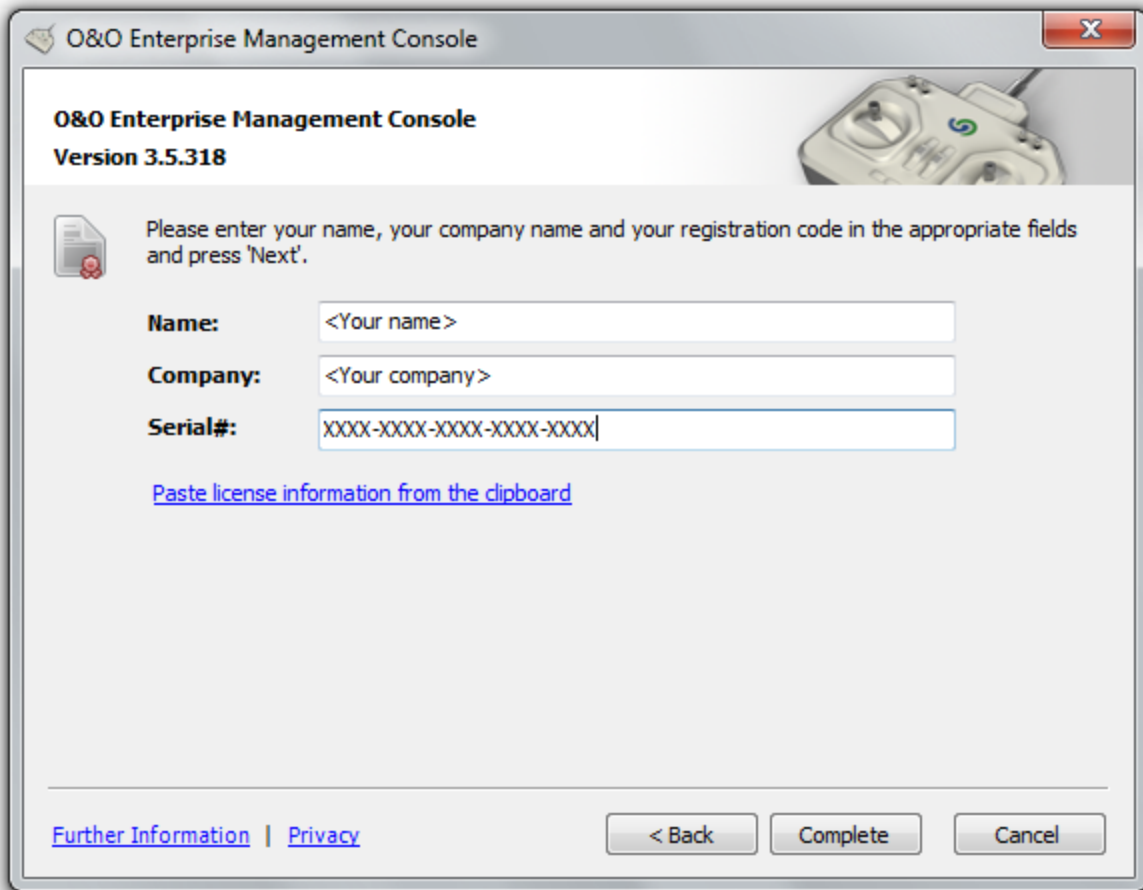 O&O Enterprise Management Console
X
O&O Enterprise Management Console
Version 3.5.318
Please enter your name, your company name and your registration code in the appropriate fields
and press 'Next'.
Name: <Your name>
Company: <Your company>
Serial#: XXXX-XXXX-XXXX-XXXX-XXXX
Paste license information from the clipboard
Further Information | Privacy < Back Complete Cancel